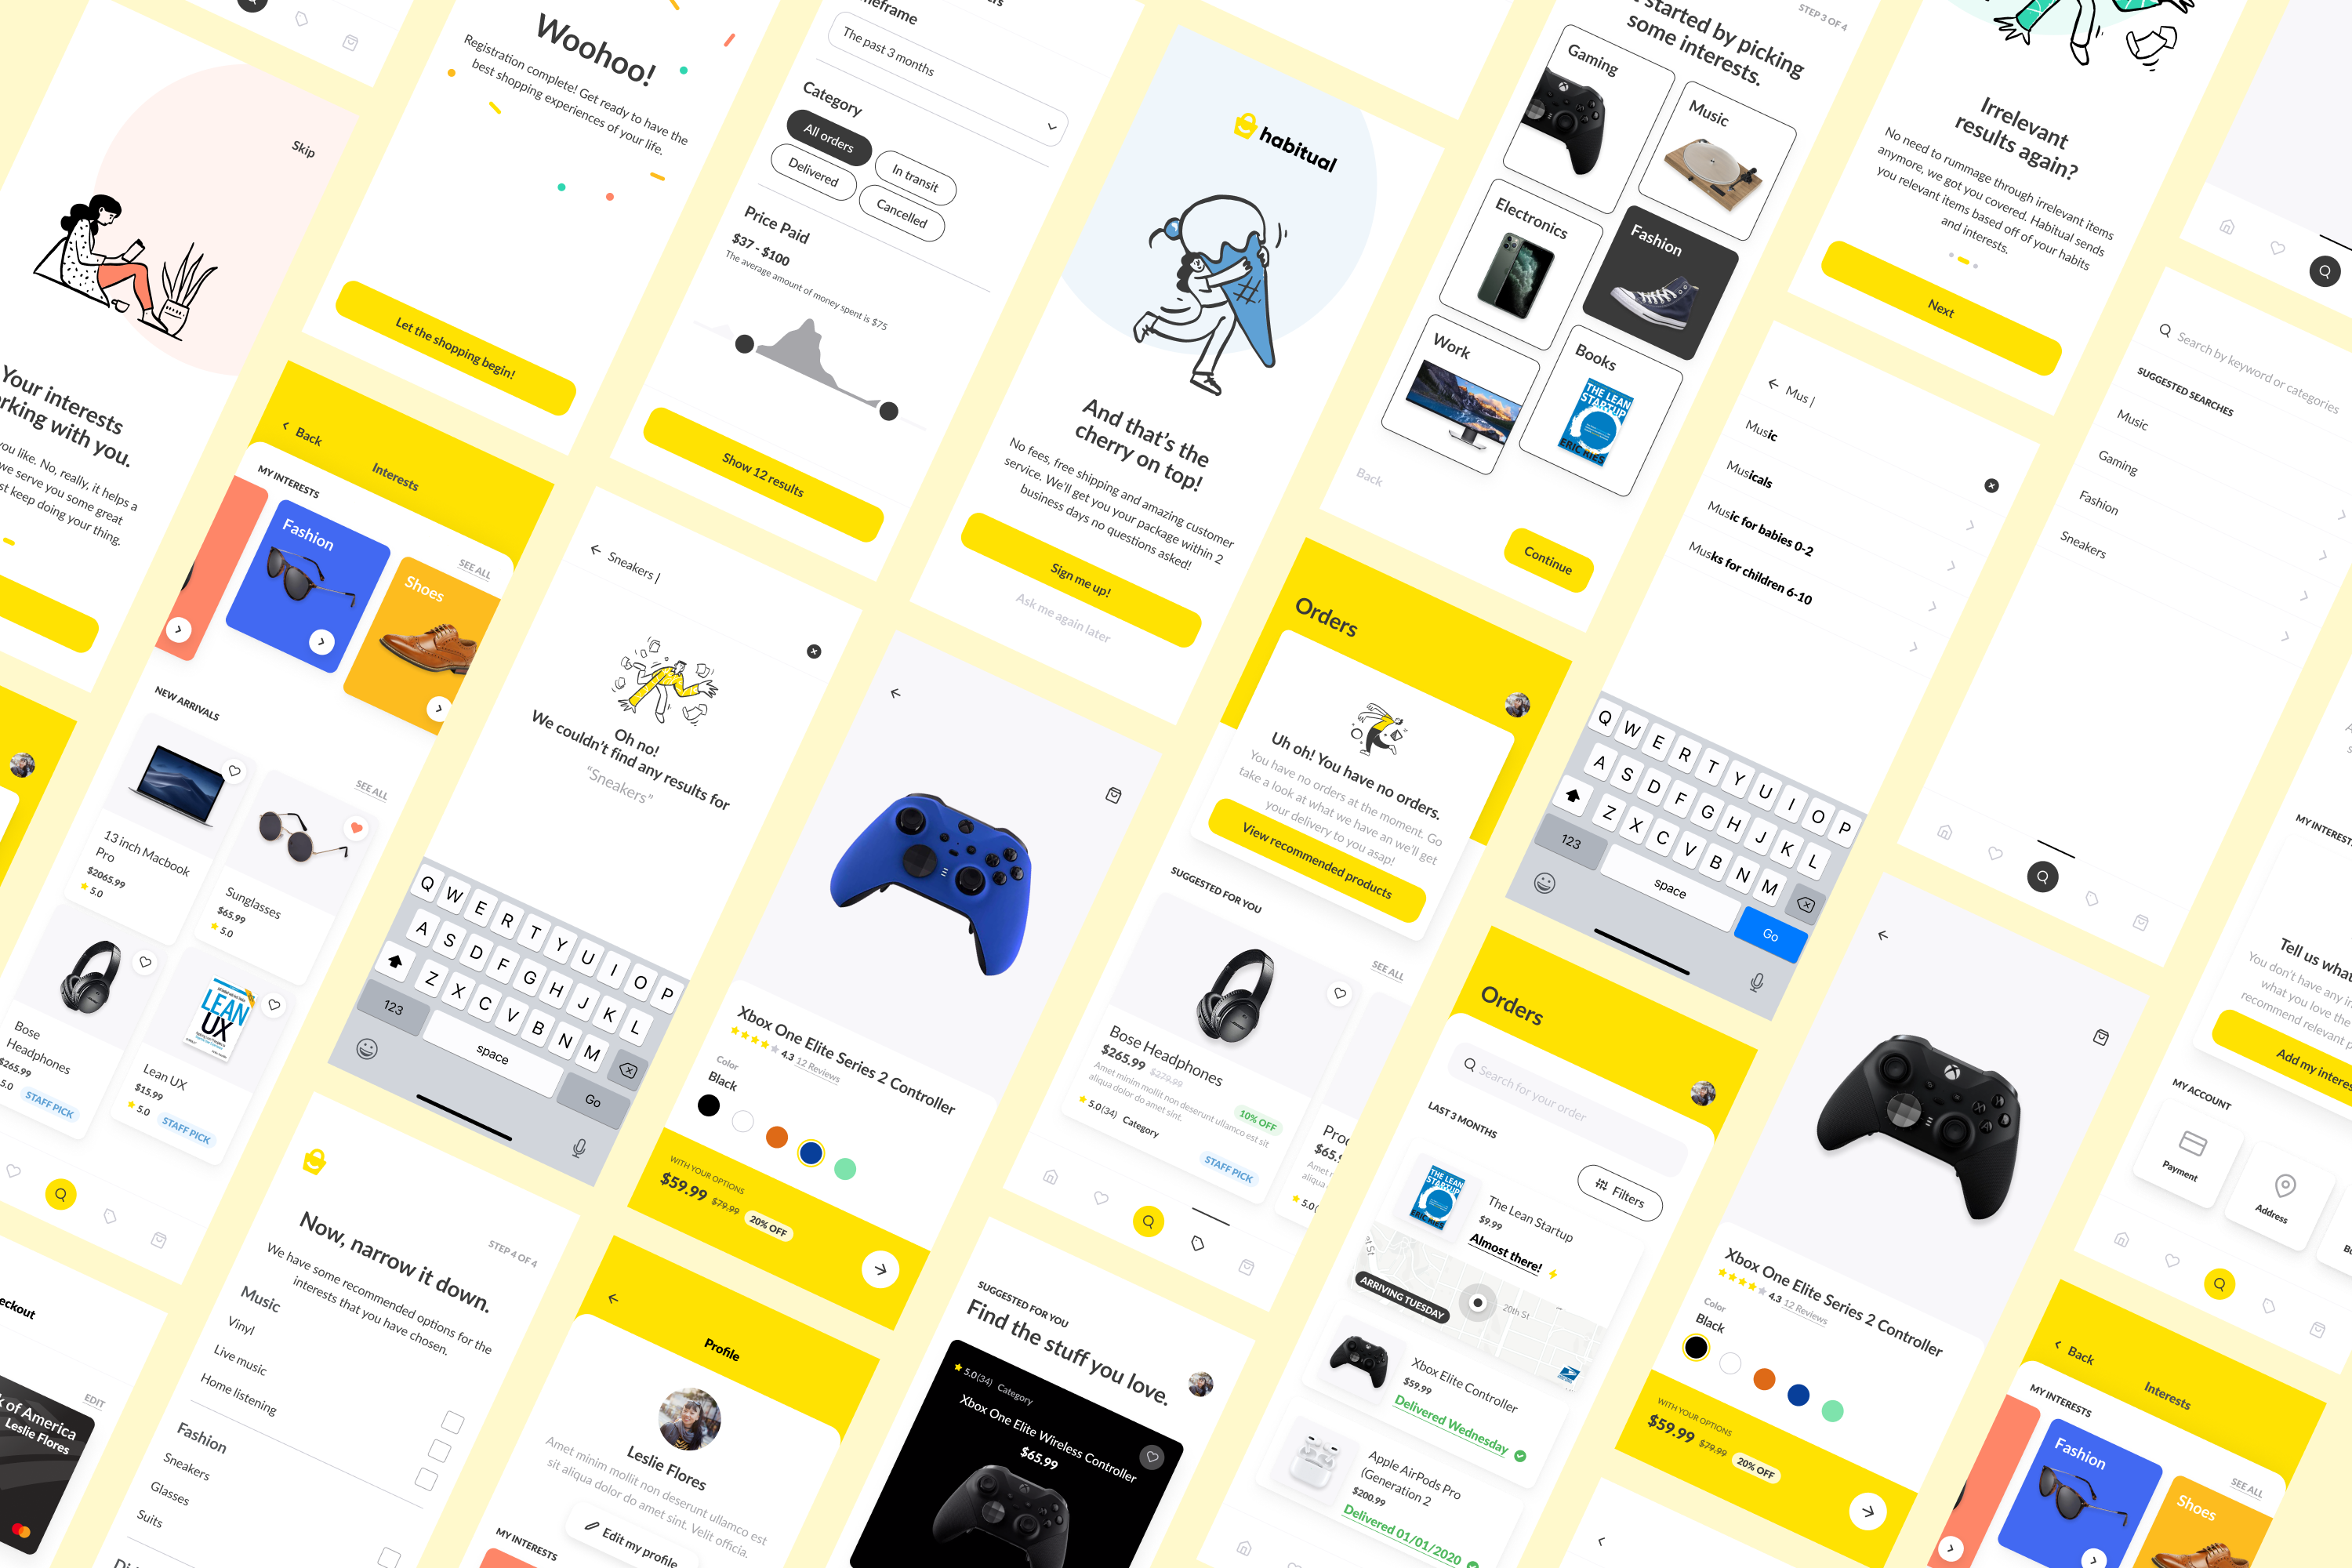 Skip
Your interests
rking with you.
you like. No, really, it helps a
we serve you some great
st keep doing your thing.
Woohoo!
Registration complete! Get ready to have the
best shopping experiences of your life.
Let the shopping begin!
Back
Interests
MY INTERESTS
SEE ALL
Fashion
Shoes
NEW ARRIVALS
SEE ALL
13 inch Macbook
Pro
$2065.99
5.0
Sunglasses
$65.99
5.0
Bose
Headphones
$265.99
5.0
STAFF PICK
LEAN
UX
Lean UX
$15.99
5.0
STAFF PICK
eckout
EDIT
k of America
Leslie Flores
meframe
The past 3 months
Category
All orders
In transit
Delivered
Cancelled
Price Paid
$37 - $100
The average amount of money spent is $75
Show 12 results
Sneakers |
Oh no!
We couldn't find any results for
"Sneakers"
Q W E R T Y U I O P
A S D F G H J K L
Z X C V B N M
123
space
Go
Now, narrow it down.
STEP 4 OF 4
We have some recommended options for the
interests that you have chosen.
Music
Vinyl
Live music
Home listening
Fashion
Sneakers
Glasses
Suits
habitual
And that's the
cherry on top!
No fees, free shipping and amazing customer
service. We'll get you your package within 2
business days no questions asked!
Sign me up!
Ask me again later
Xbox One Elite Series 2 Controller
4.3 12 Reviews
Color
Black
WITH YOUR OPTIONS
$59.99 $79.99 20% OFF
Profile
Leslie Flores
Amet minim mollit non deserunt ullamco est
sit aliqua dolor do amet sint. Velit officia.
Edit my profile
MY INTERESTS
started by picking
some interests.
STEP 3 OF 4
Gaming
Music
Electronics
Fashion
Work
Books
THE LEAN
STARTUP
ERIC RIES
Back
Continue
Orders
Uh oh! You have no orders.
You have no orders at the moment. Go
take a look at what we have an we'll get
your delivery to you asap!
View recommended products
SUGGESTED FOR YOU
SEE ALL
Bose Headphones
$265.99 $279.99
10% OFF
Amet minim mollit non deserunt ullamco est sit
aliqua dolor do amet sint.
5.0(34) Category
STAFF PICK
Proc
$65.
Amet r
aliqua
5.0(
SUGGESTED FOR YOU
Find the stuff you love.
5.0(34) Category
Xbox One Elite Wireless Controller
$65.99
Irrelevant
results again?
No need to rummage through irrelevant items
anymore, we got you covered. Habitual sends
you relevant items based off of your habits
and interests.
Next
Mus |
Music
Musicals
Music for babies 0-2
Musks for children 6-10
Q W E R T Y U I O P
A S D F G H J K L
Z X C V B N M
123
space
Go
Orders
Search for your order
LAST 3 MONTHS
Filters
THE LEAN
STARTUP
ERIC RIES
The Lean Startup
$9.99
Almost there!
ARRIVING TUESDAY
20th St
et St
Xbox Elite Controller
$59.99
Delivered Wednesday
Apple AirPods Pro
(Generation 2
$200.99
Delivered 01/01/2020
Search by keyword or categories
SUGGESTED SEARCHES
Music
Gaming
Fashion
Sneakers
Xbox One Elite Series 2 Controller
4.3 12 Reviews
Color
Black
WITH YOUR OPTIONS
$59.99 $79.99 20% OFF
MY INTEREST
Tell us what
You don't have any in
what you love the
recommend relevant p
Add my interes
MY ACCOUNT
Payment
Address
Back
Interests
MY INTERESTS
SEE ALL
Fashion
Shoes